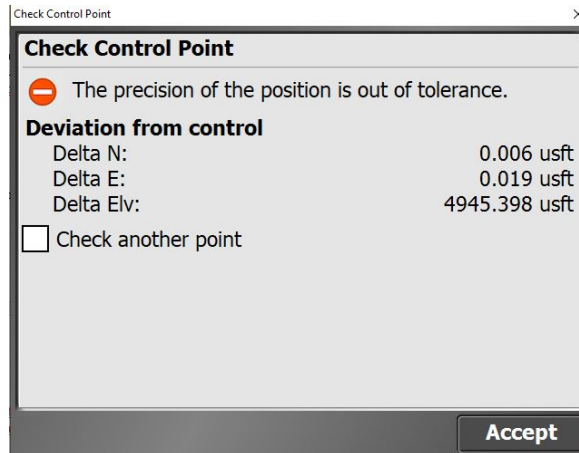 Check Control Point
Check Control Point
The precision of the position is out of tolerance.
Deviation from control
Delta N: 0.006 usft
Delta E: 0.019 usft
Delta Elv: 4945.398 usft
Check another point
Accept